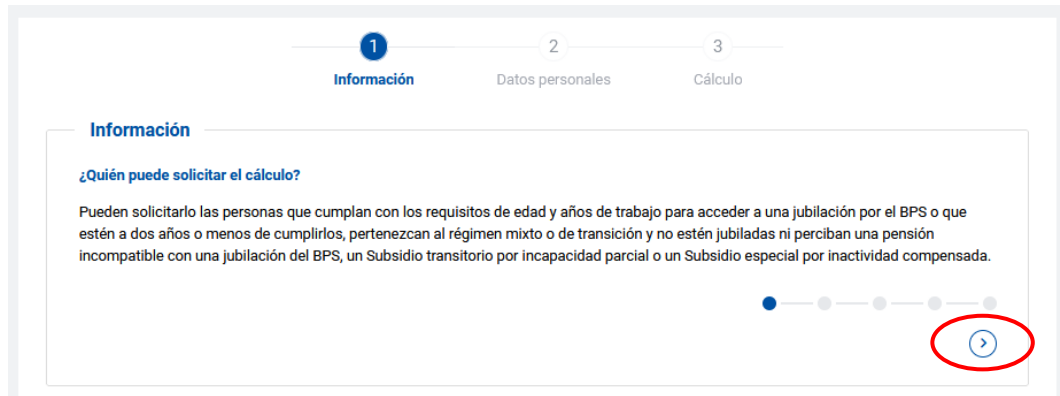 1
2
3
Información
Datos personales
Cálculo
Información
¿Quién puede solicitar el cálculo?
Pueden solicitarlo las personas que cumplan con los requisitos de edad y años de trabajo para acceder a una jubilación por el BPS o que
estén a dos años o menos de cumplirlos, pertenezcan al régimen mixto o de transición y no estén jubiladas ni perciban una pensión
incompatible con una jubilación del BPS, un Subsidio transitorio por incapacidad parcial o un Subsidio especial por inactividad compensada.